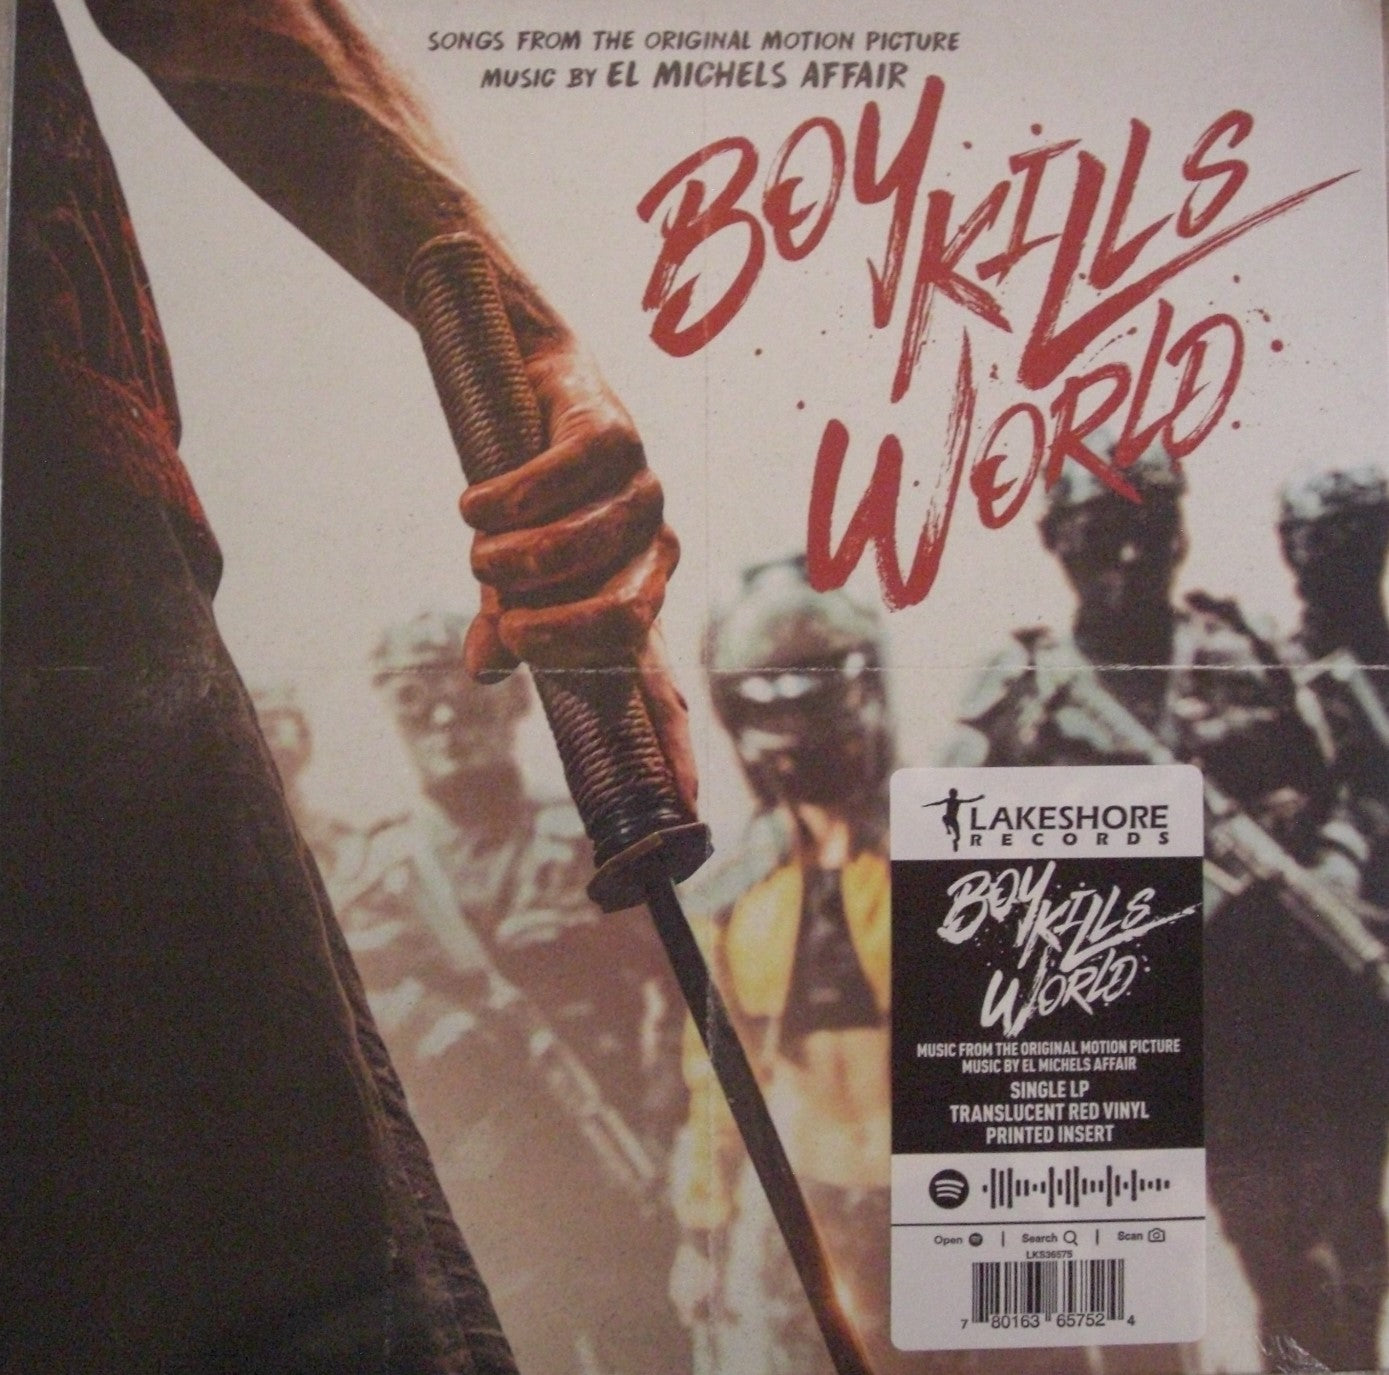 SONGS FROM THE ORIGINAL MOTION PICTURE
MUSIC BY EL MICHELS AFFAIR
BOY
KILLS
WORLD
LAKESHORE
RECORDS
BOY
KILLS
WORLD
MUSIC FROM THE ORIGINAL MOTION PICTURE
MUSIC BY EL MICHELS AFFAIR
SINGLE LP
TRANSLUCENT RED VINYL
PRINTED INSERT
Open | Search | Scan
LKS36575
7 80163 65752 4